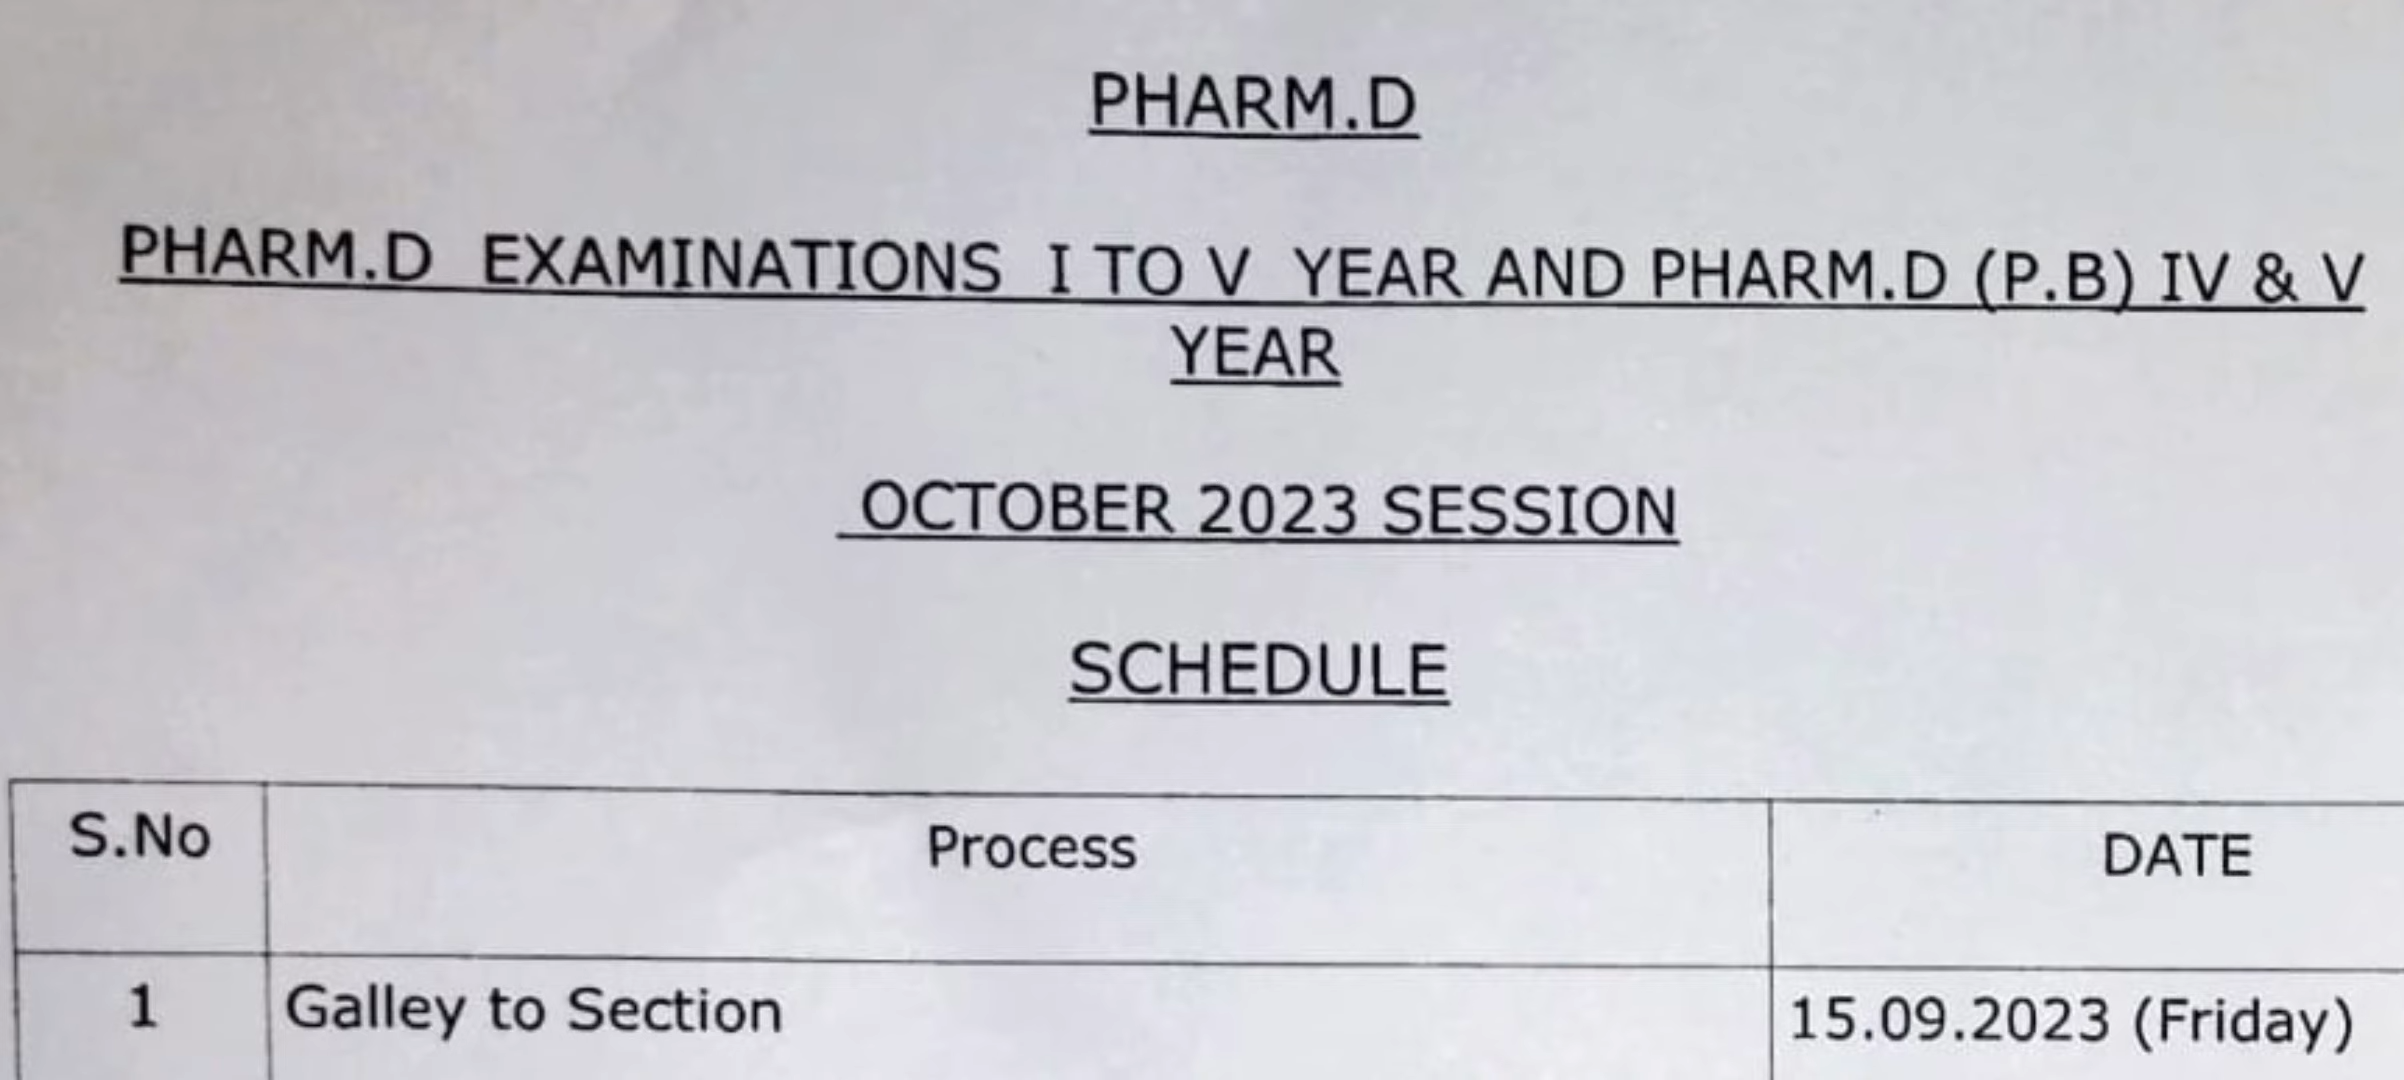 PHARM.D
PHARM.D EXAMINATIONS I TO V YEAR AND PHARM.D (P.B) IV & V
YEAR
OCTOBER 2023 SESSION
SCHEDULE
S.No Process DATE
1 Galley to Section 15.09.2023 (Friday)